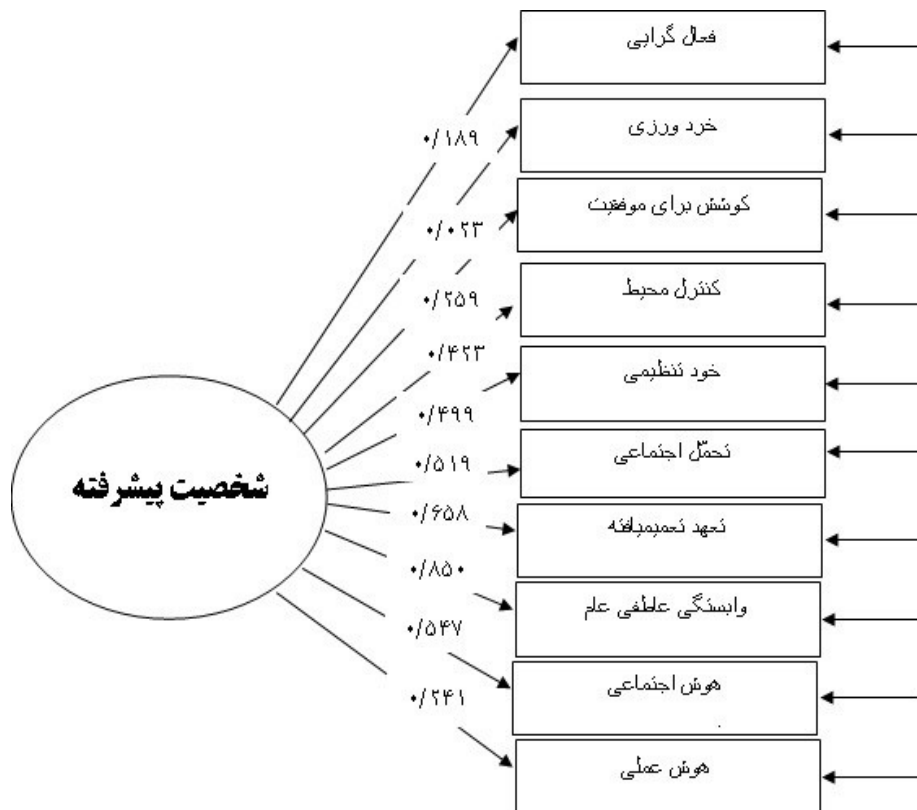 فعال گرایی
خرد ورزی
کوشش برای موفقیت
کنترل محیط
خود تنظیمی
تحمّل اجتماعی
تعهد تعمیم‌یافته
وابستگی عاطفی عام
هوش اجتماعی
هوش عملی
۰/۱۸۹
۰/۰۲۳
۰/۲۵۹
۰/۴۲۳
۰/۴۹۹
۰/۵۱۹
۰/۶۵۸
۰/۸۵۰
۰/۵۴۷
۰/۲۴۱
شخصیت پیشرفته